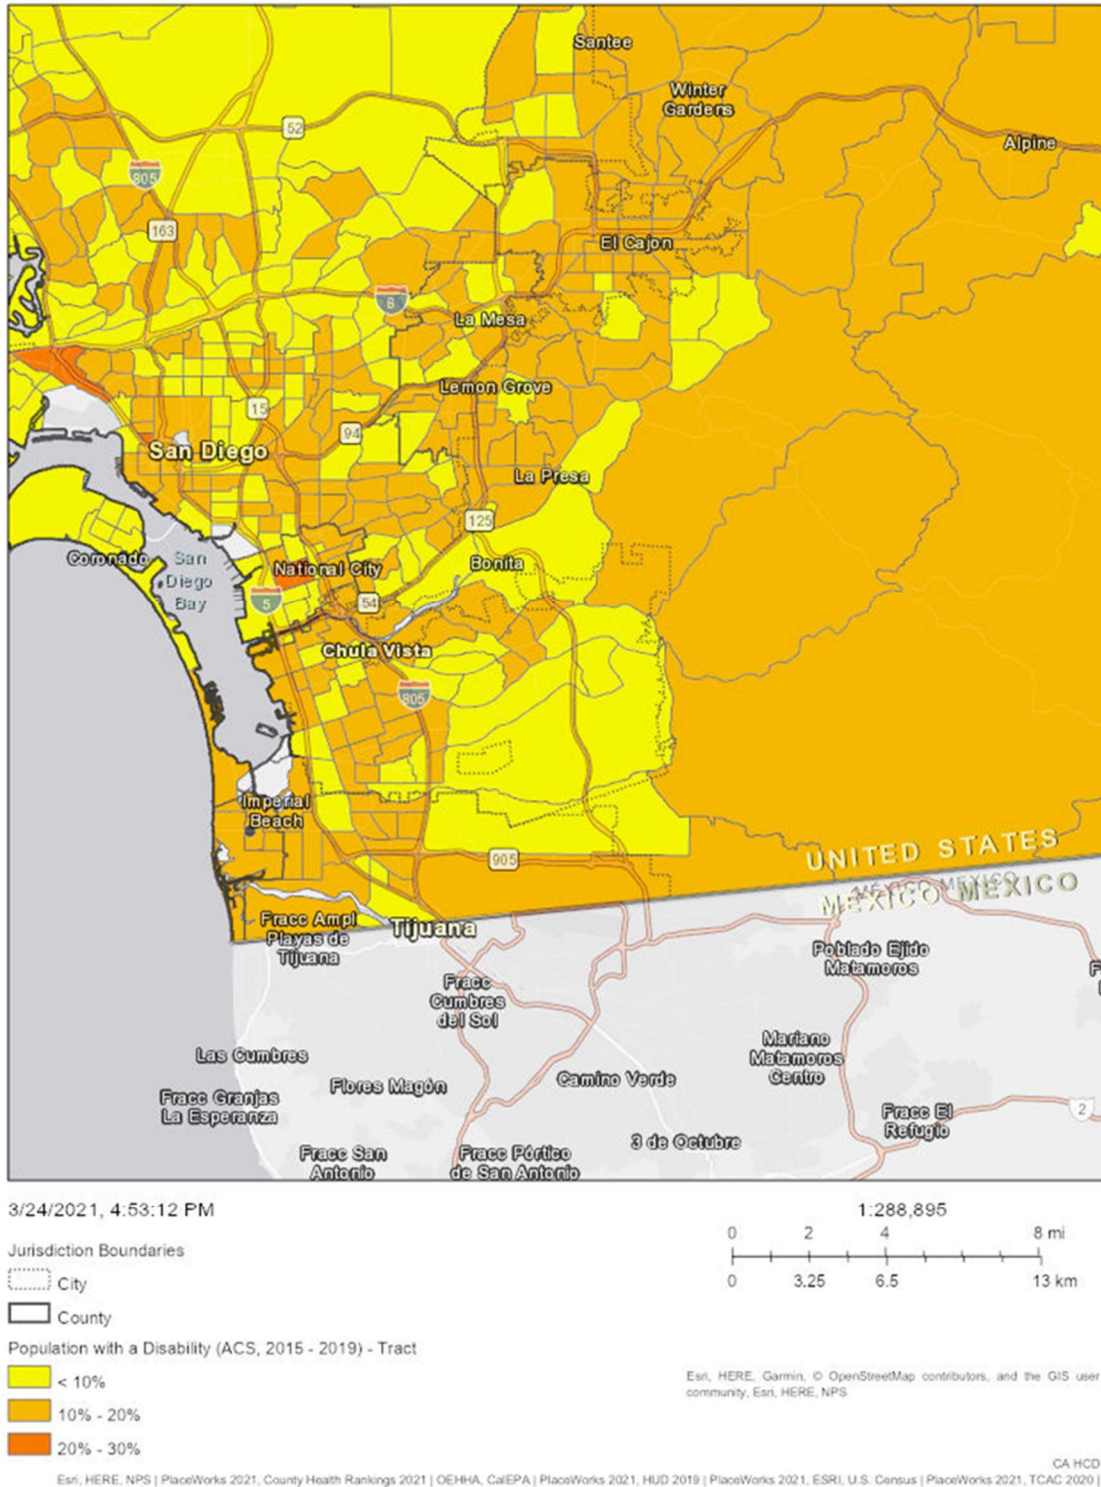 Santee
Winter
Gardens
52
Alpine
805
163
El Cajon
8
La Mesa
Lemon Grove
15
94
San Diego
La Presa
125
Coronado
San
Diego
Bay
National City
Bonita
5
54
Chula Vista
805
Imperial
Beach
905
UNITED STATES
MÉXICO MEXICO
MÉXICO MEXICO
Fracc Ampl
Playas de
Tijuana
Tijuana
Poblado Ejido
Matamoros
Fracc
Cumbres
del Sol
Las Cumbres
Flores Magón
Camino Verde
Mariano
Matamoros
Centro
Fracc Granjas
La Esperanza
Fracc El
Refugio
2
Fracc San
Antonio
Fracc Pórtico
de San Antonio
3 de Octubre
3/24/2021, 4:53:12 PM
1:288,895
0 2 4 8 mi
0 3.25 6.5 13 km
Jurisdiction Boundaries
City
County
Population with a Disability (ACS, 2015 - 2019) - Tract
< 10%
10% - 20%
20% - 30%
Esri, HERE, Garmin, © OpenStreetMap contributors, and the GIS user
community, Esri, HERE, NPS
CA HCD
Esri, HERE, NPS | PlaceWorks 2021, County Health Rankings 2021 | OEHHA, CalEPA | PlaceWorks 2021, HUD 2019 | PlaceWorks 2021, ESRI, U.S. Census | PlaceWorks 2021, TCAC 2020 |